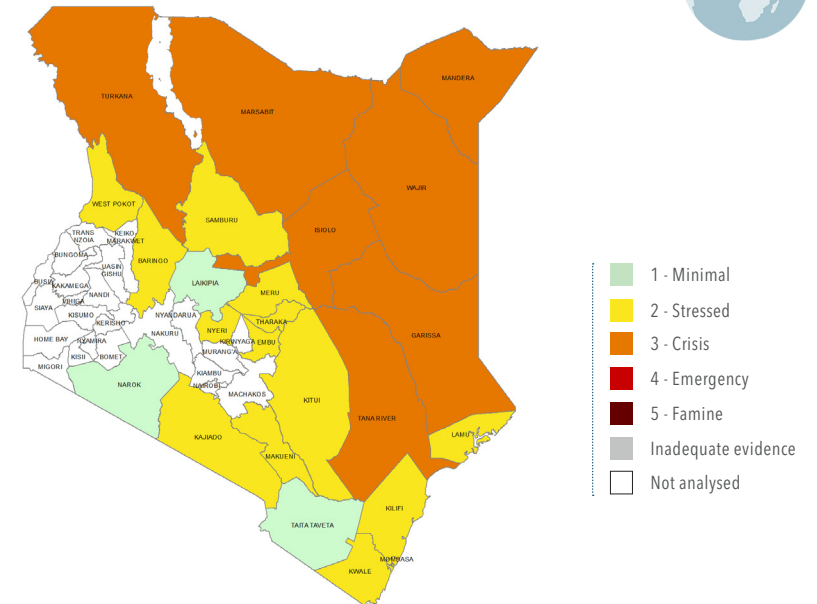 MANDERA
TURKANA
MARSABIT
WAJIR
WEST POKOT
SAMBURU
ISIOLO
TRANS
NZOIA
KEIKO-
MARAKWET
BUNGOMA
BARINGO
UASIN
GISHU
LAIKIPIA
BUSIA
KAKAMEGA
MERU
NANDI
VIHIGA
SIAYA
KISUMU
NYANDARUA
THARAKA
KERICHO
NYERI
NAKURU
GARISSA
HOME BAY
NYAMIRA
KIRINYAGA
EMBU
MURANG'A
KISII
BOMET
MIGORI
KIAMBU
NAROK
NAIROBI
MACHAKOS
KITUI
TANA RIVER
KAJIADO
LAMU
MAKUENI
KILIFI
TAITA TAVETA
MOMBASA
KWALE
1 - Minimal
2 - Stressed
3 - Crisis
4 - Emergency
5 - Famine
Inadequate evidence
Not analysed